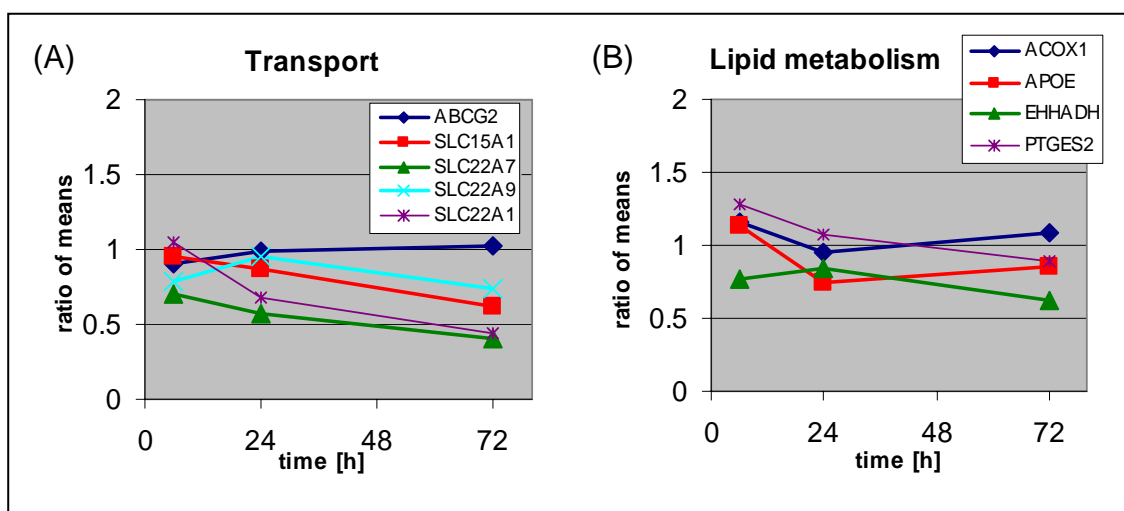 (A)
Transport
ABCG2
SLC15A1
SLC22A7
SLC22A9
SLC22A1
ratio of means
2
1.5
1
0.5
0
0 24 48 72
time [h]
(B)
Lipid metabolism
ACOX1
APOE
EHHADH
PTGES2
ratio of means
2
1.5
1
0.5
0
0 24 48 72
time [h]